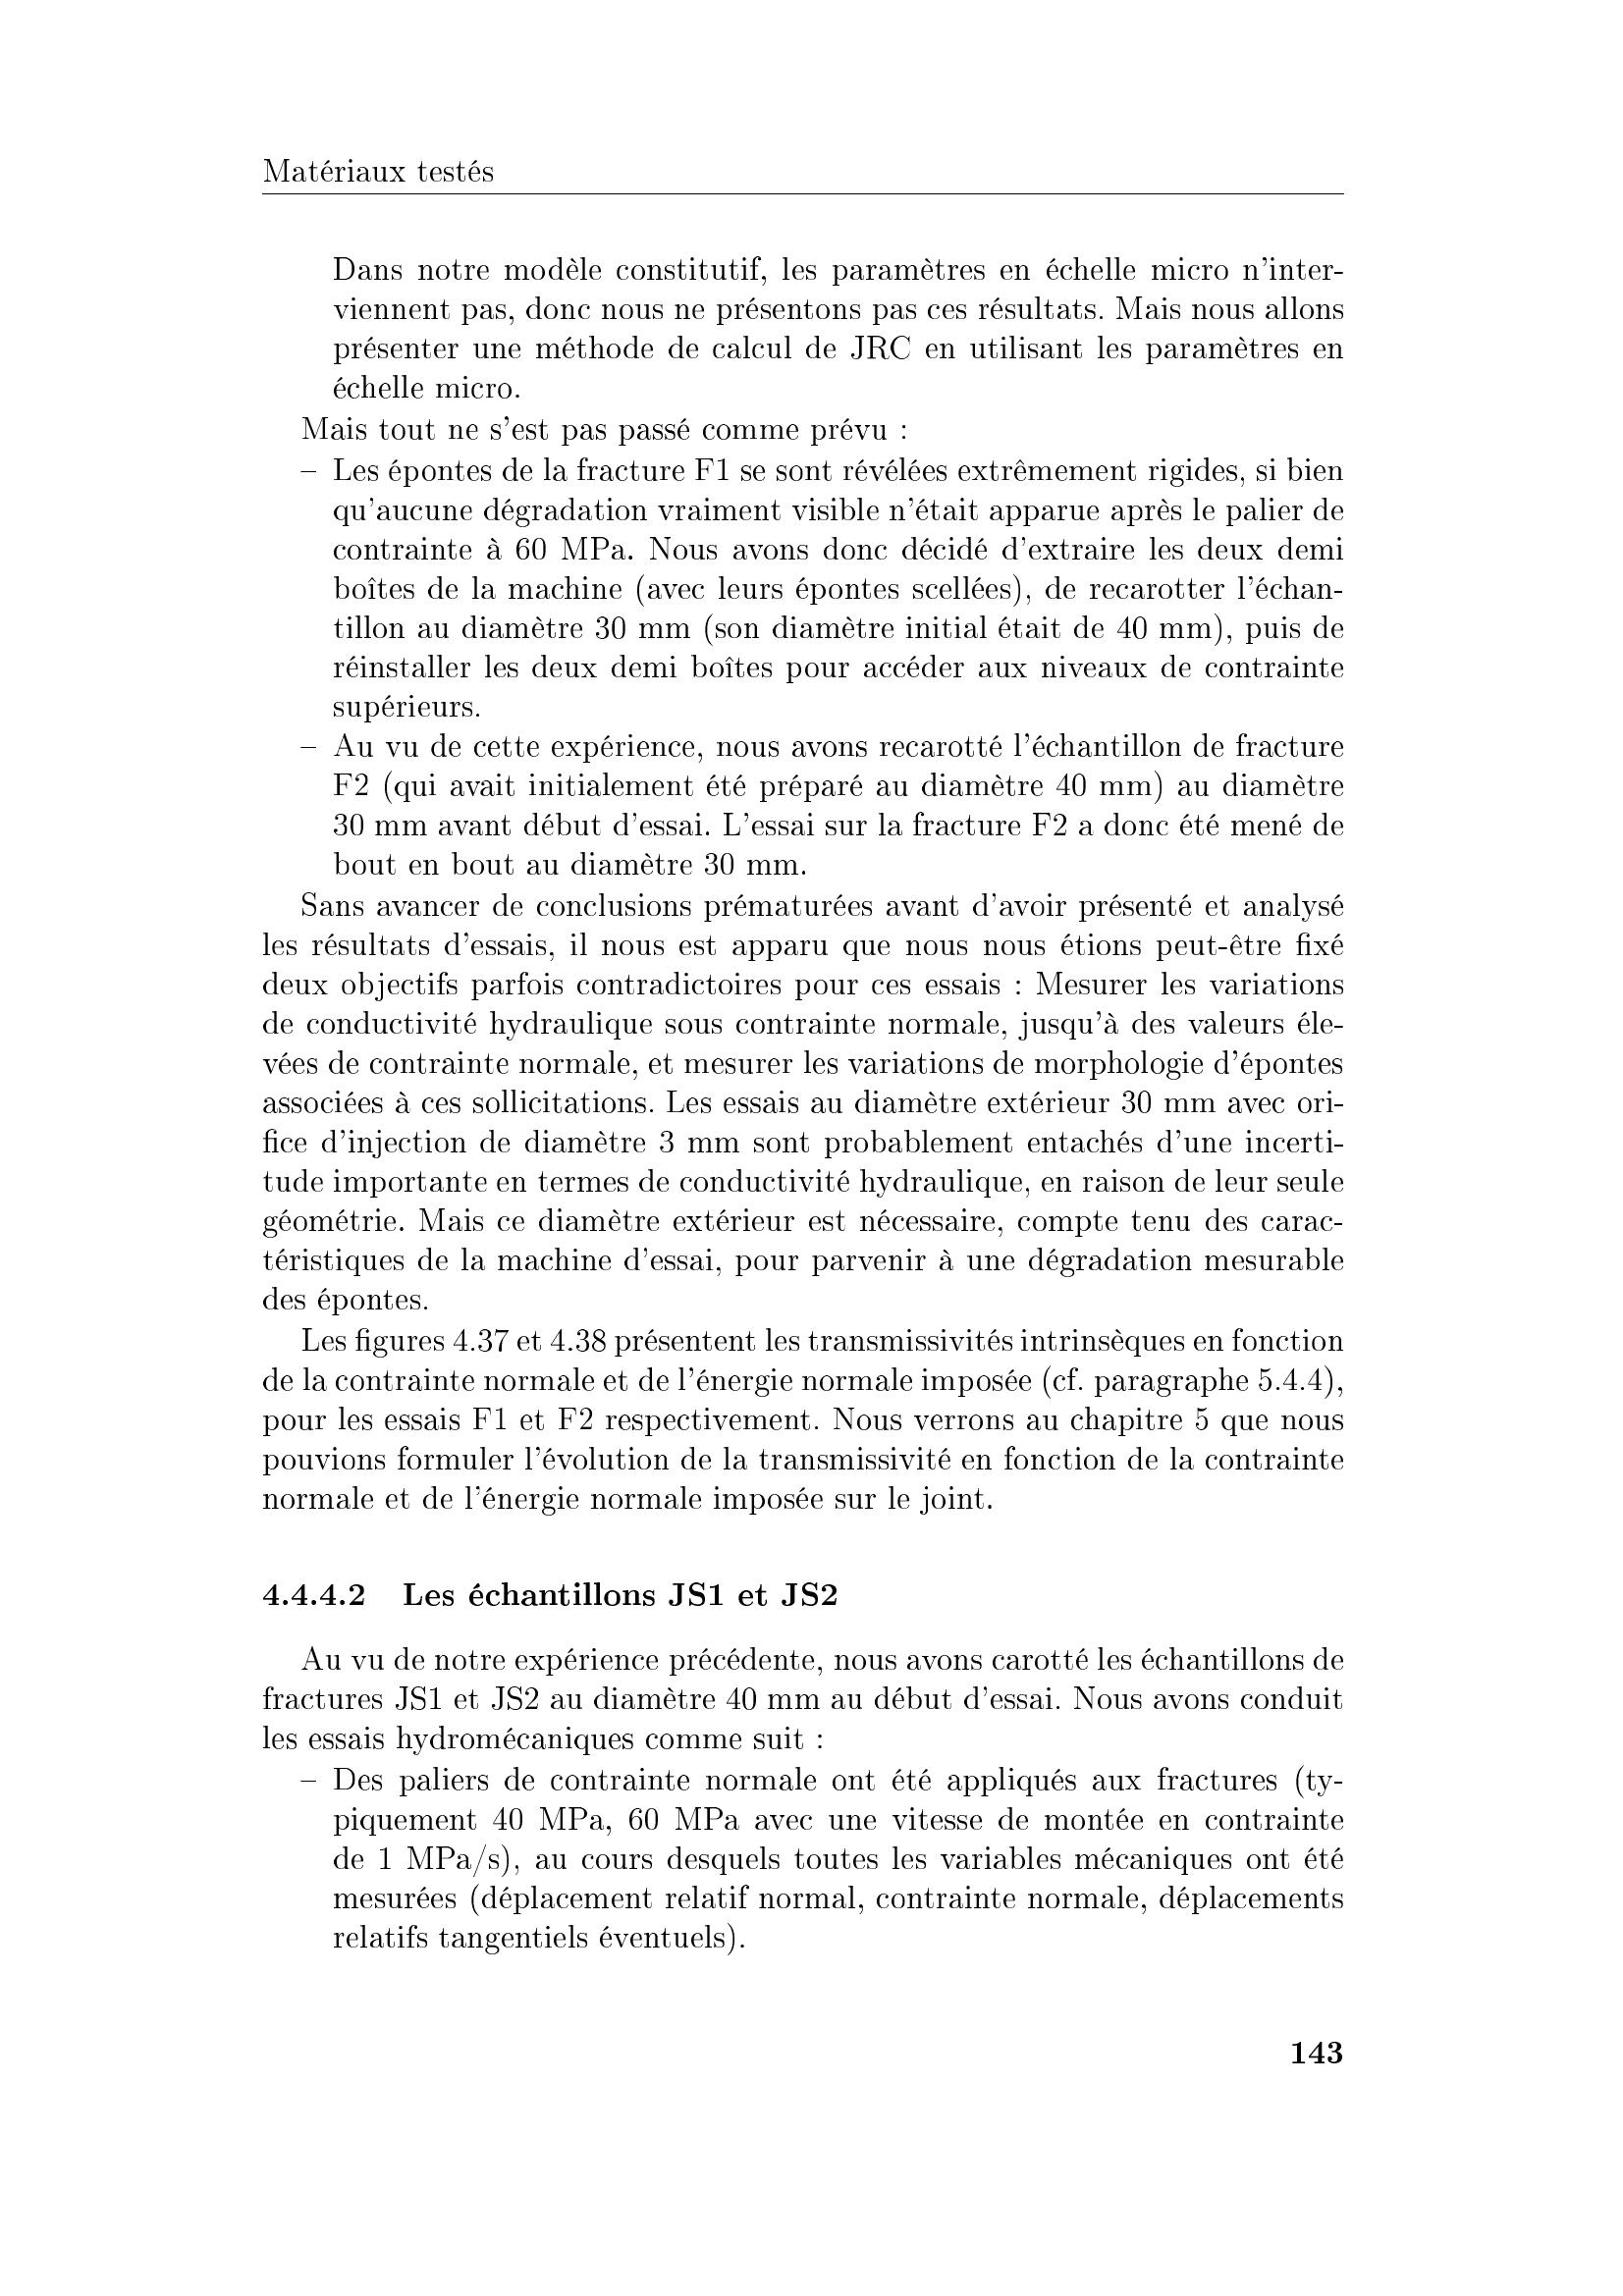 Matériaux testés
Dans notre modèle constitutif, les paramètres en échelle micro n'inter-
viennent pas, donc nous ne présentons pas ces résultats. Mais nous allons
présenter une méthode de calcul de JRC en utilisant les paramètres en
échelle micro.
Mais tout ne s'est pas passé comme prévu :
– Les épontes de la fracture F1 se sont révélées extrêmement rigides, si bien
qu'aucune dégradation vraiment visible n'était apparue après le palier de
contrainte à 60 MPa. Nous avons donc décidé d'extraire les deux demi
boîtes de la machine (avec leurs épontes scellées), de recarotter l'échan-
tillon au diamètre 30 mm (son diamètre initial était de 40 mm), puis de
réinstaller les deux demi boîtes pour accéder aux niveaux de contrainte
supérieurs.
– Au vu de cette expérience, nous avons recarotté l'échantillon de fracture
F2 (qui avait initialement été préparé au diamètre 40 mm) au diamètre
30 mm avant début d'essai. L'essai sur la fracture F2 a donc été mené de
bout en bout au diamètre 30 mm.
Sans avancer de conclusions prématurées avant d'avoir présenté et analysé
les résultats d'essais, il nous est apparu que nous nous étions peut-être fixé
deux objectifs parfois contradictoires pour ces essais : Mesurer les variations
de conductivité hydraulique sous contrainte normale, jusqu'à des valeurs éle-
vées de contrainte normale, et mesurer les variations de morphologie d'épontes
associées à ces sollicitations. Les essais au diamètre extérieur 30 mm avec ori-
fice d'injection de diamètre 3 mm sont probablement entachés d'une incerti-
tude importante en termes de conductivité hydraulique, en raison de leur seule
géométrie. Mais ce diamètre extérieur est nécessaire, compte tenu des carac-
téristiques de la machine d'essai, pour parvenir à une dégradation mesurable
des épontes.
Les figures 4.37 et 4.38 présentent les transmissivités intrinsèques en fonction
de la contrainte normale et de l'énergie normale imposée (cf. paragraphe 5.4.4),
pour les essais F1 et F2 respectivement. Nous verrons au chapitre 5 que nous
pouvions formuler l'évolution de la transmissivité en fonction de la contrainte
normale et de l'énergie normale imposée sur le joint.
4.4.4.2 Les échantillons JS1 et JS2
Au vu de notre expérience précédente, nous avons carotté les échantillons de
fractures JS1 et JS2 au diamètre 40 mm au début d'essai. Nous avons conduit
les essais hydromécaniques comme suit :
– Des paliers de contrainte normale ont été appliqués aux fractures (ty-
piquement 40 MPa, 60 MPa avec une vitesse de montée en contrainte
de 1 MPa/s), au cours desquels toutes les variables mécaniques ont été
mesurées (déplacement relatif normal, contrainte normale, déplacements
relatifs tangentiels éventuels).
143